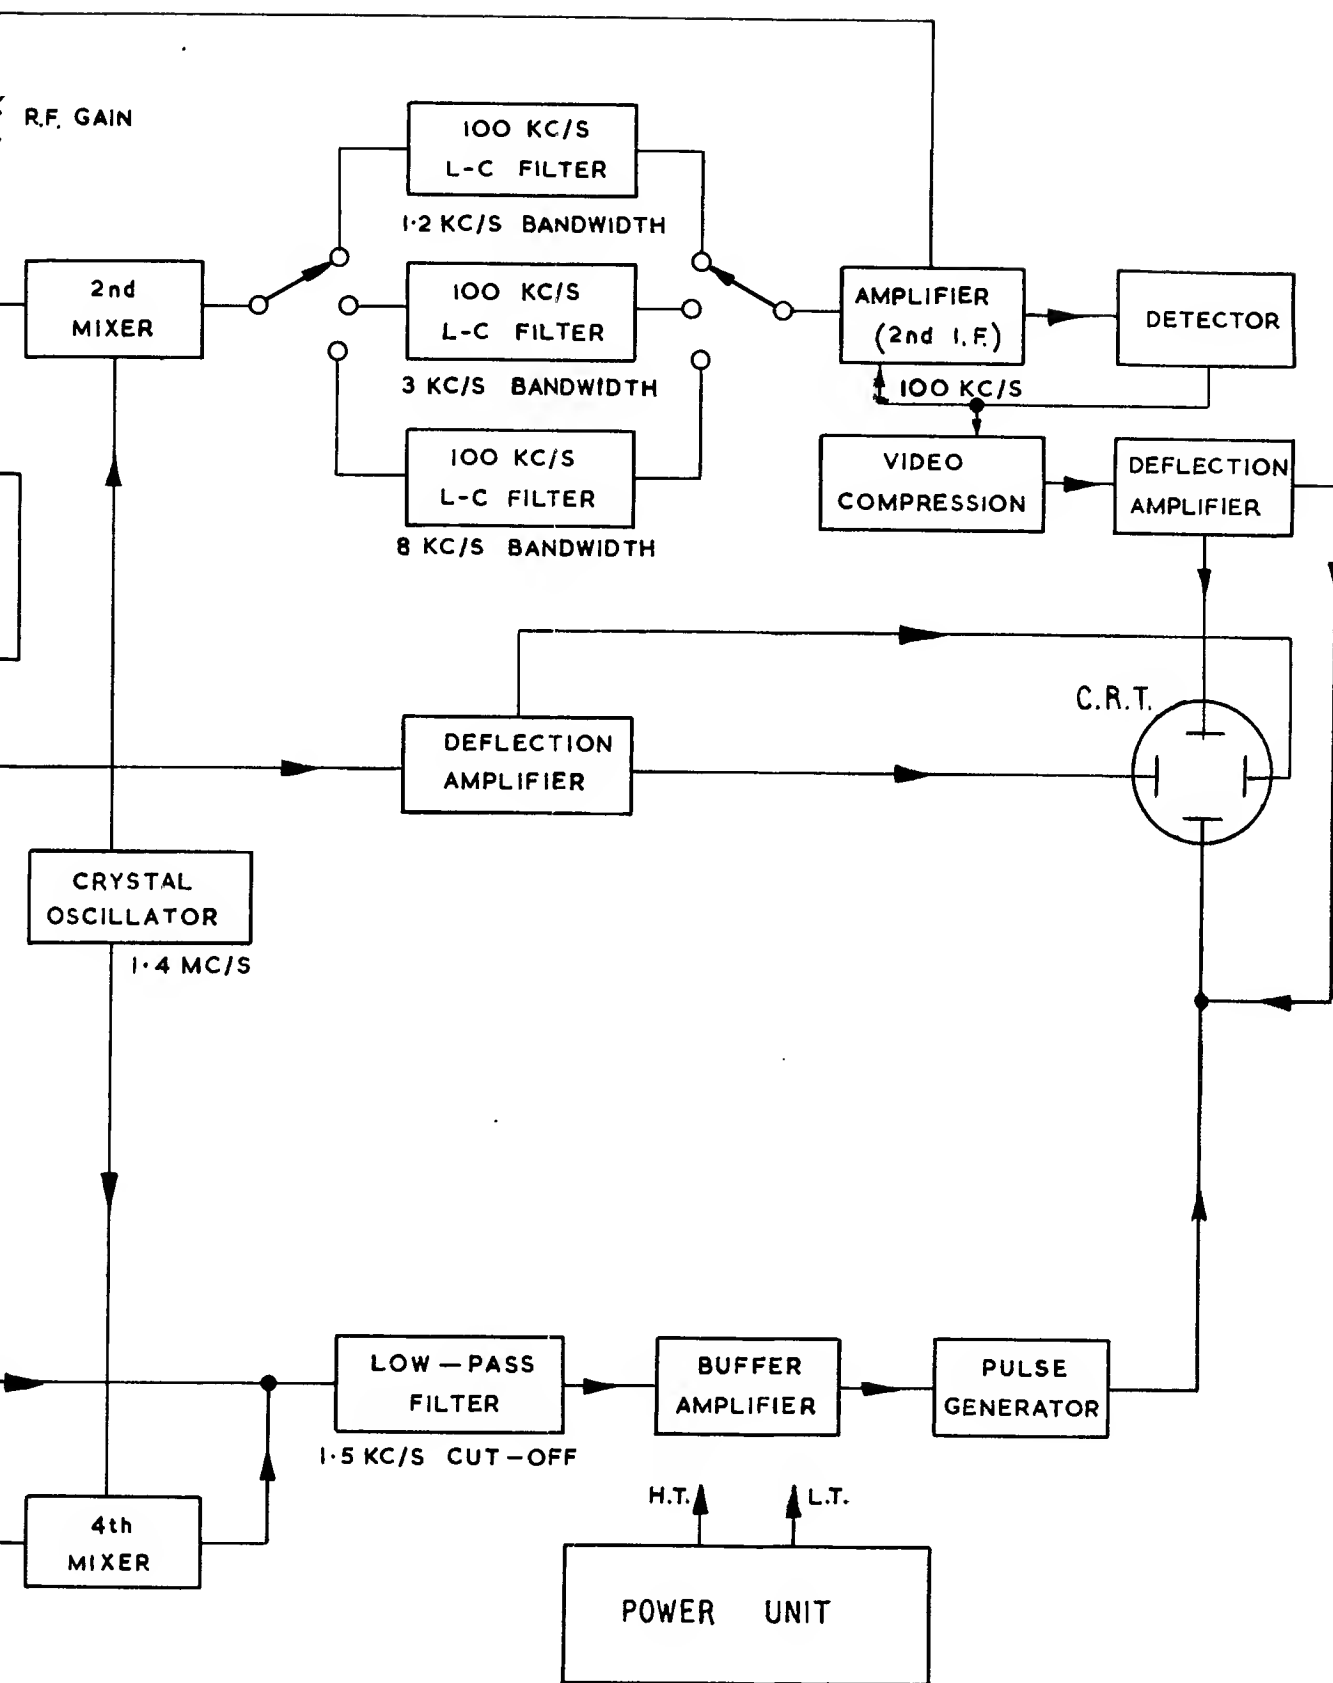 R.F. GAIN
100 KC/S
L-C FILTER
1·2 KC/S BANDWIDTH
2nd
MIXER
100 KC/S
L-C FILTER
3 KC/S BANDWIDTH
AMPLIFIER
(2nd I.F.)
100 KC/S
DETECTOR
100 KC/S
L-C FILTER
8 KC/S BANDWIDTH
VIDEO
COMPRESSION
DEFLECTION
AMPLIFIER
C.R.T.
DEFLECTION
AMPLIFIER
CRYSTAL
OSCILLATOR
1·4 MC/S
LOW-PASS
FILTER
1·5 KC/S CUT-OFF
BUFFER
AMPLIFIER
PULSE
GENERATOR
4th
MIXER
H.T.
L.T.
POWER UNIT